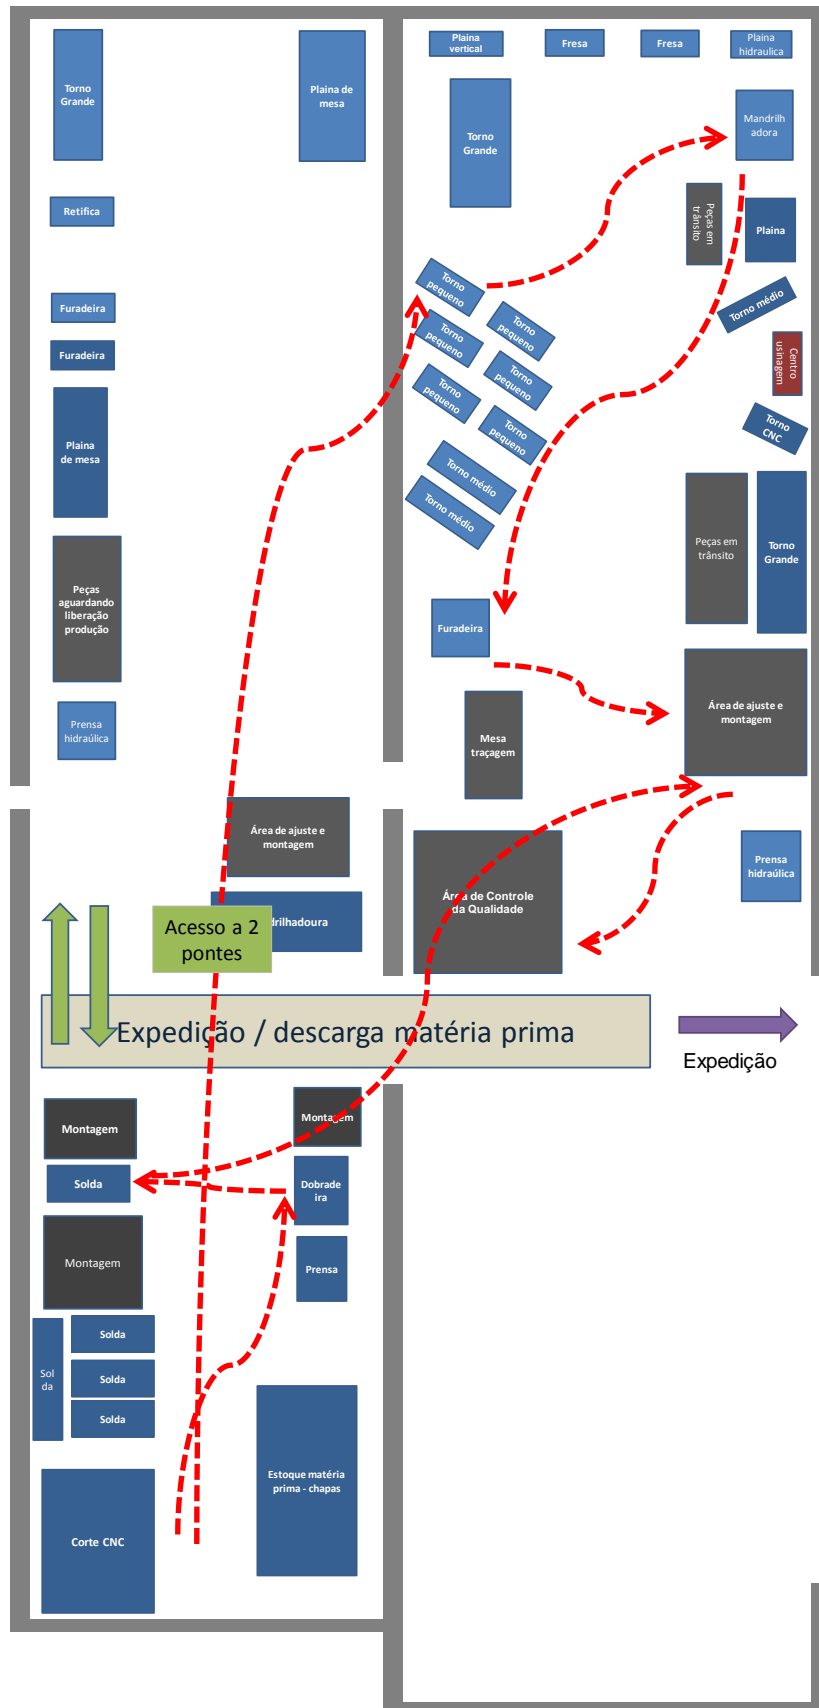 Plaina
vertical
Fresa
Fresa
Plaina
hidraulica
Torno
Grande
Plaina de
mesa
Torno
Grande
Mandrilh
adora
Retifica
Peças em
trânsito
Plaina
Torno
pequeno
Torno médio
Furadeira
Torno
pequeno
Torno
pequeno
Furadeira
Centro
usinagem
Torno
pequeno
Torno
pequeno
Torno
pequeno
Torno
CNC
Plaina
de mesa
Torno médio
Torno médio
Peças em
trânsito
Torno
Grande
Peças
aguardando
liberação
produção
Furadeira
Prensa
hidraúlica
Mesa
traçagem
Área de ajuste e
montagem
Área de ajuste e
montagem
Prensa
hidraúlica
Área de Controle
da Qualidade
Acesso a 2
pontes
drilhadoura
Expedição / descarga matéria prima
Expedição
Montagem
Montagem
Solda
Dobrade
ira
Montagem
Prensa
Sol
da
Solda
Solda
Solda
Estoque matéria
prima - chapas
Corte CNC